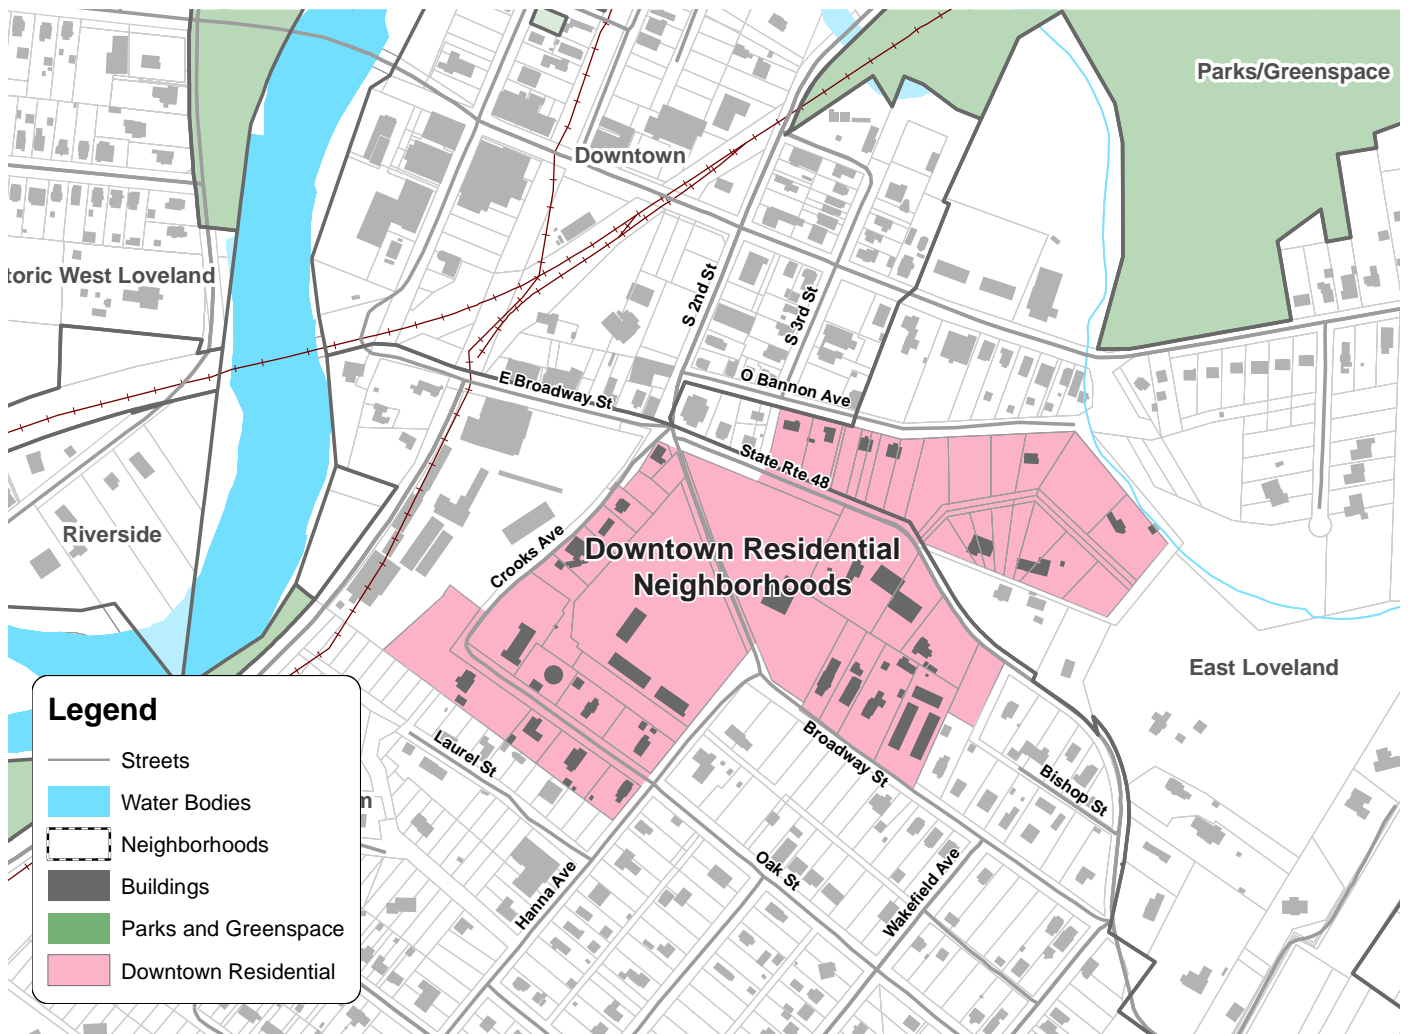 Parks/Greenspace
Downtown
toric West Loveland
S 2nd St
S 3rd St
O Bannon Ave
E Broadway St
State Rte 48
Riverside
Crooks Ave
Downtown Residential
Neighborhoods
East Loveland
Laurel St
Broadway St
Bishop St
Oak St
Hanna Ave
Wakefield Ave
m
Legend
Streets
Water Bodies
Neighborhoods
Buildings
Parks and Greenspace
Downtown Residential